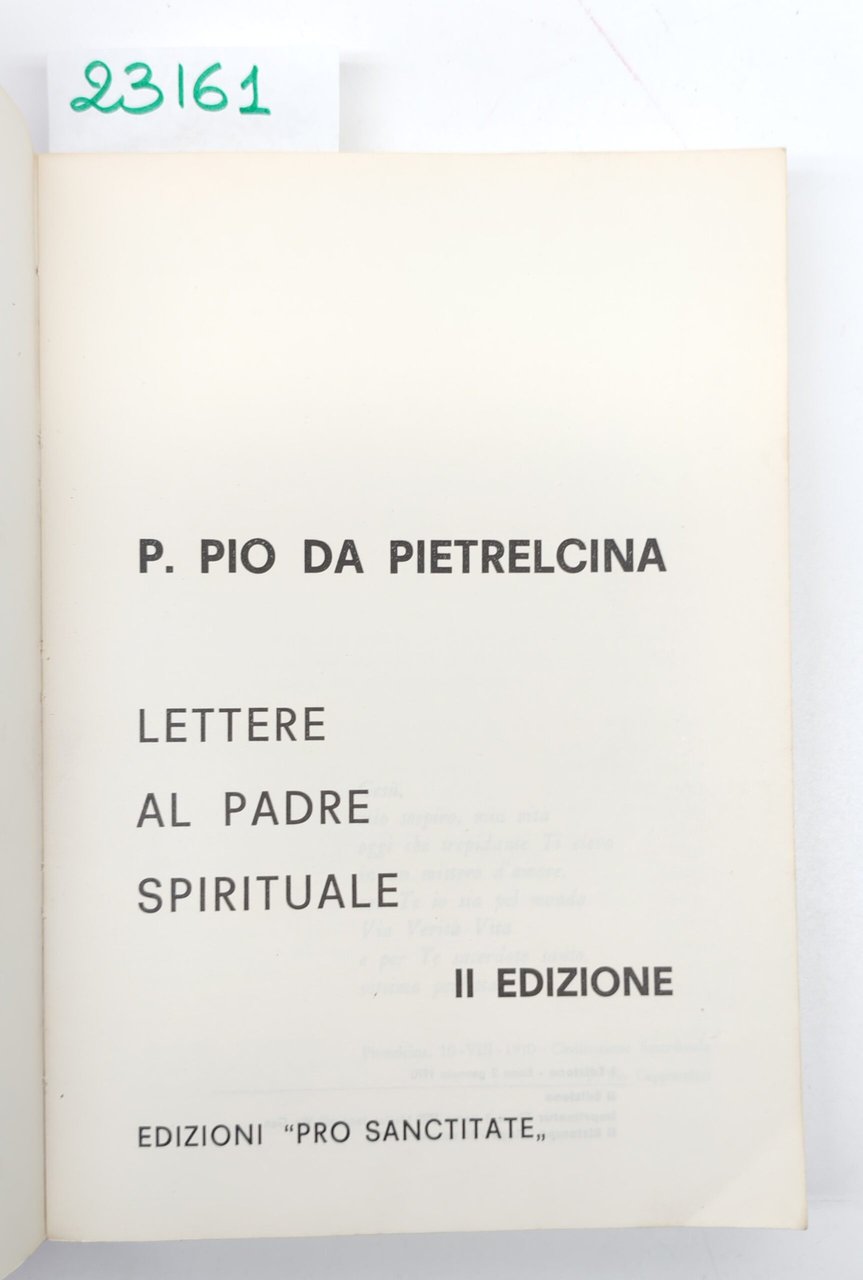 23161
P. PIO DA PIETRELCINA
LETTERE
AL PADRE
SPIRITUALE
II EDIZIONE
EDIZIONI "PRO SANCTITATE„